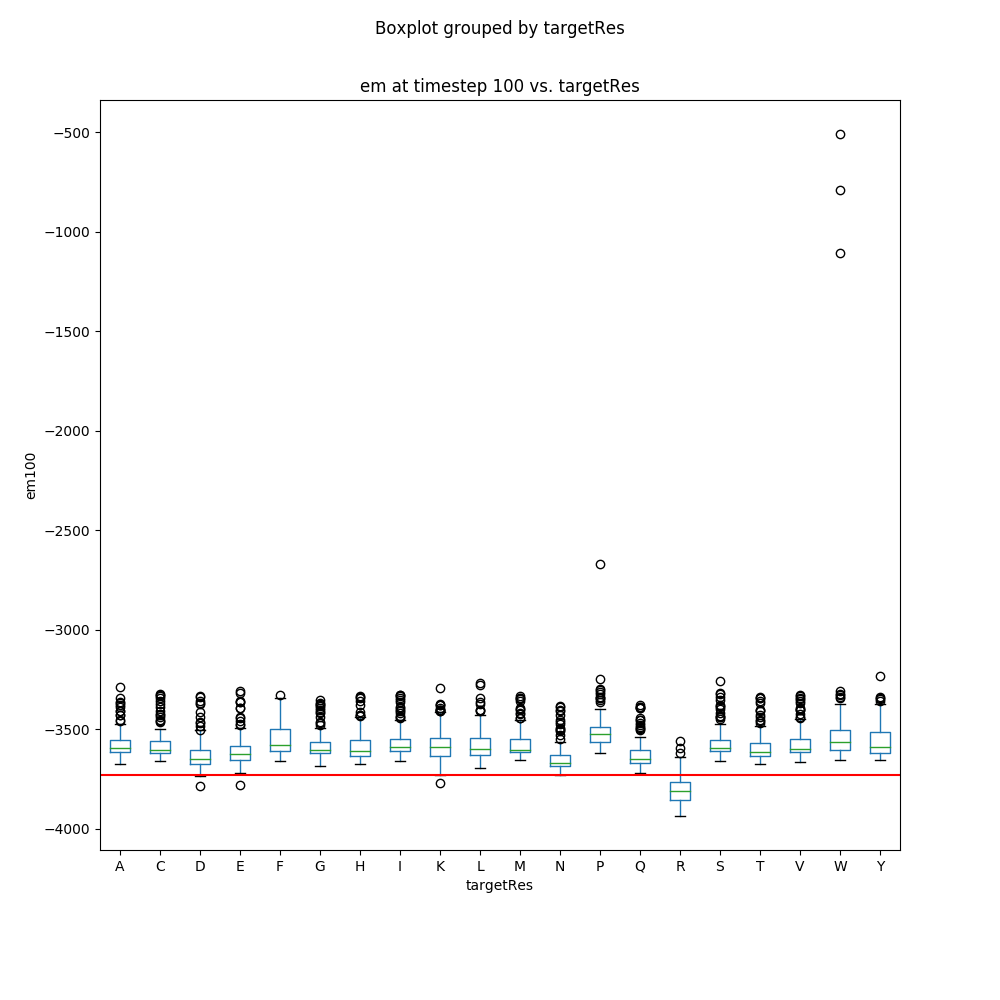 Boxplot grouped by targetRes
em at timestep 100 vs. targetRes
−500
−1000
−1500
−2000
−2500
−3000
−3500
−4000
em100
A C D E F G H I K L M N P Q R S T V W Y
targetRes